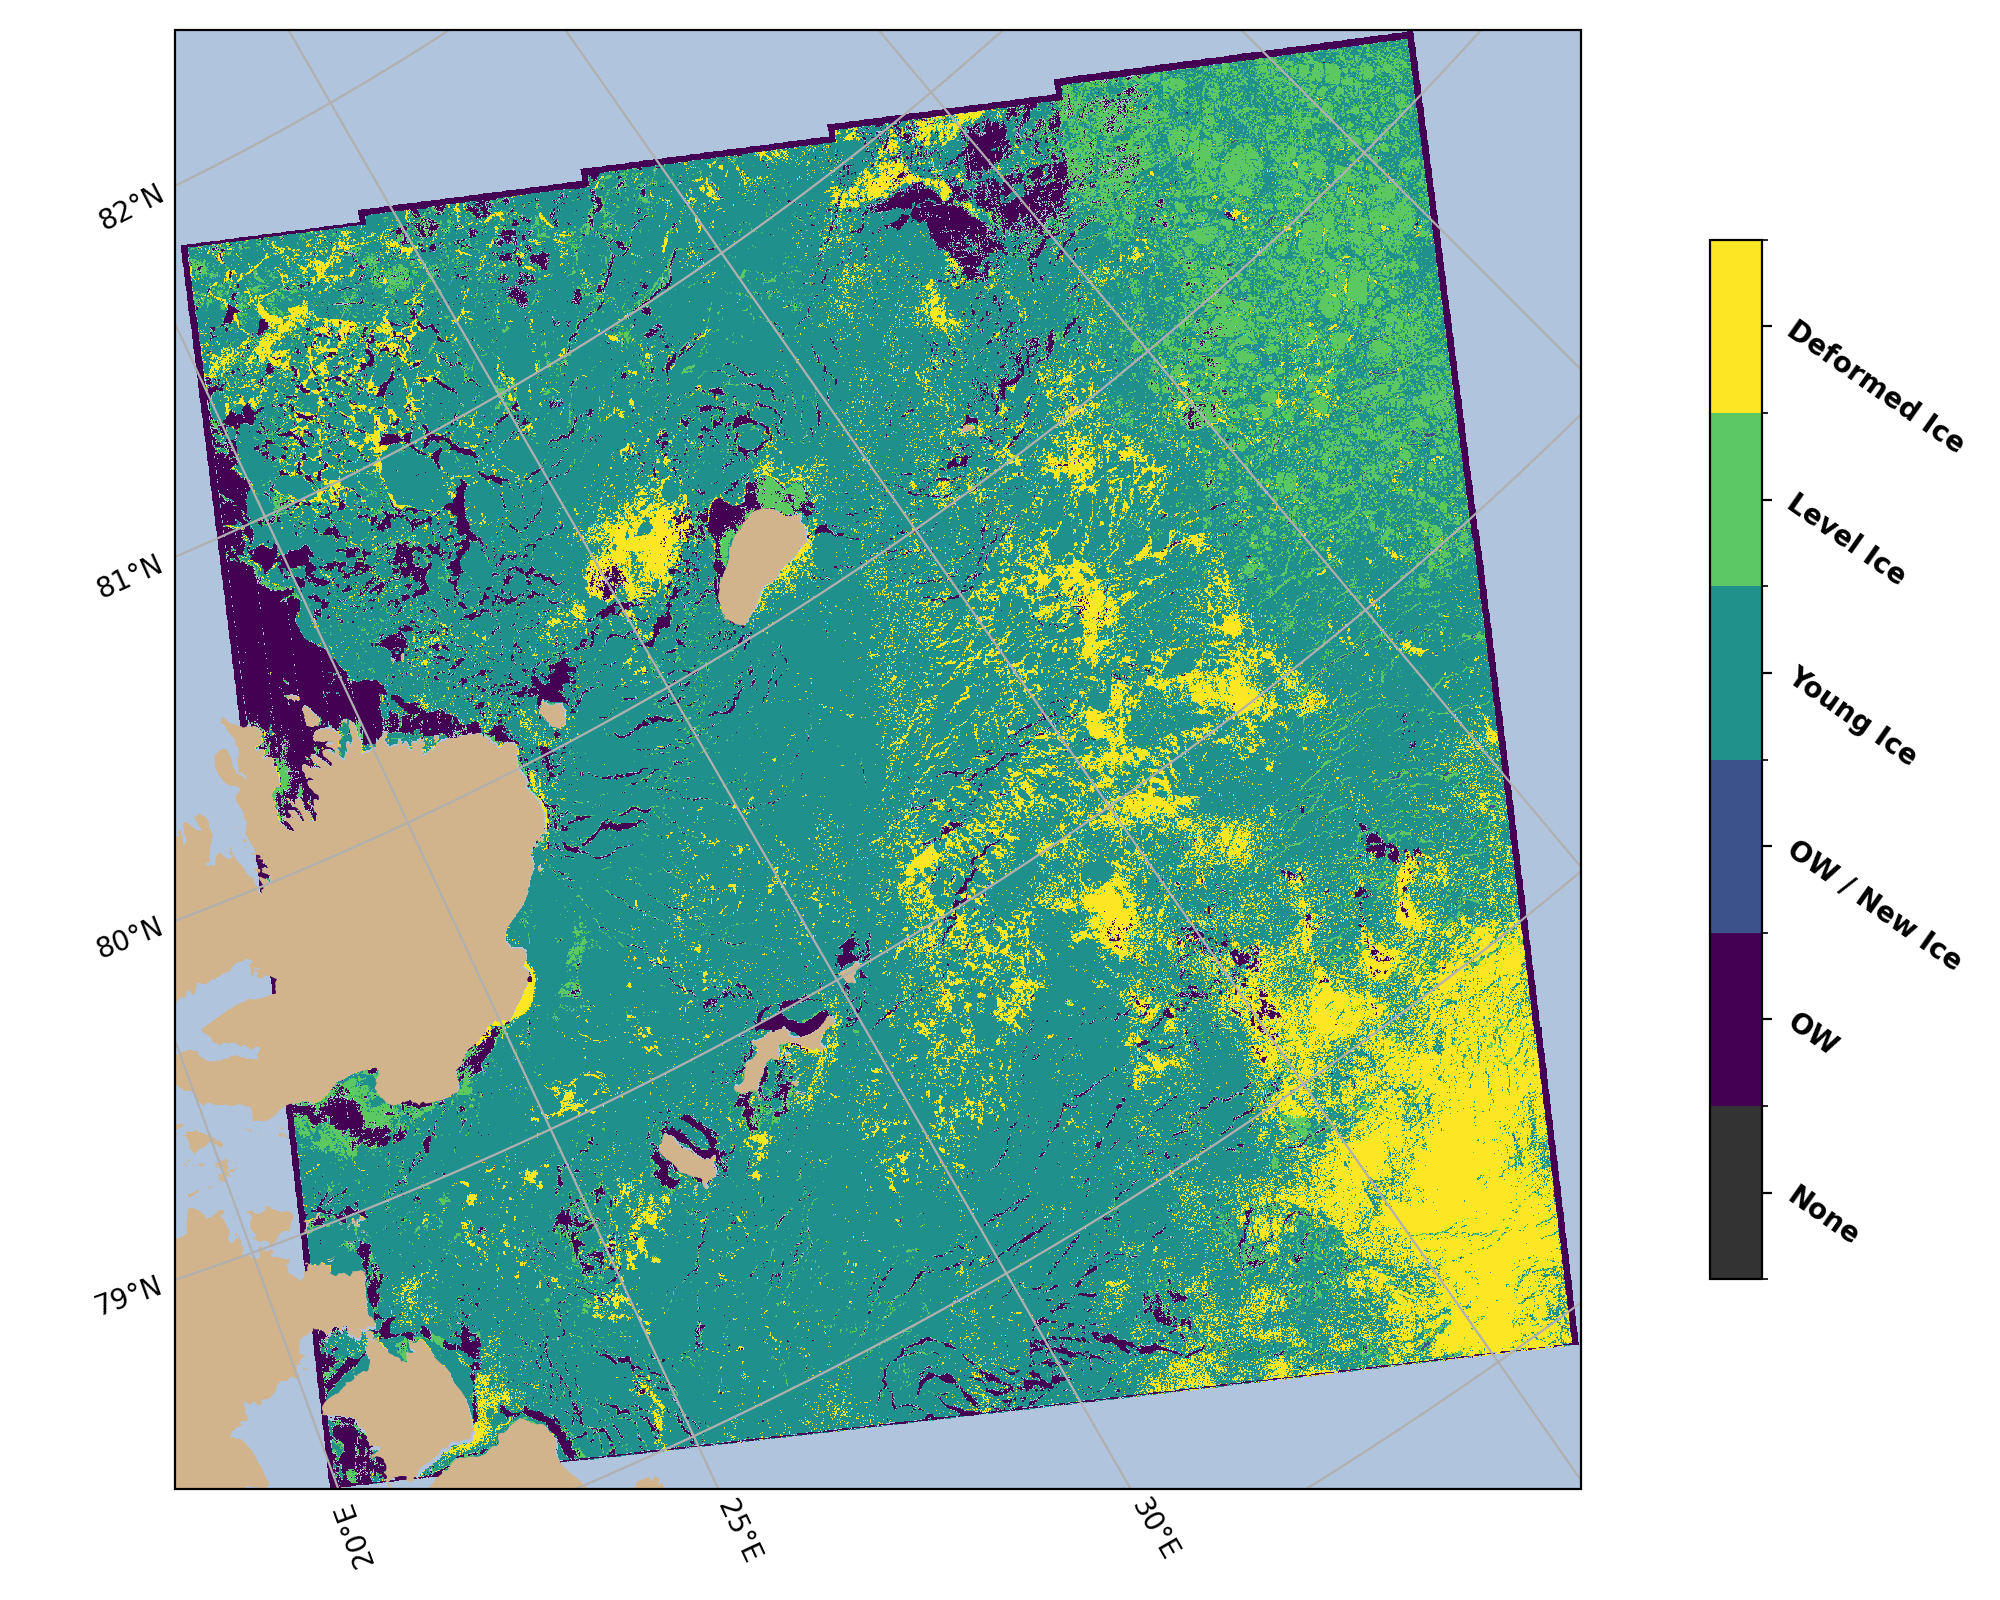 82°N
81°N
80°N
79°N
20°E
25°E
30°E
Deformed Ice
Level Ice
Young Ice
OW / New Ice
OW
None